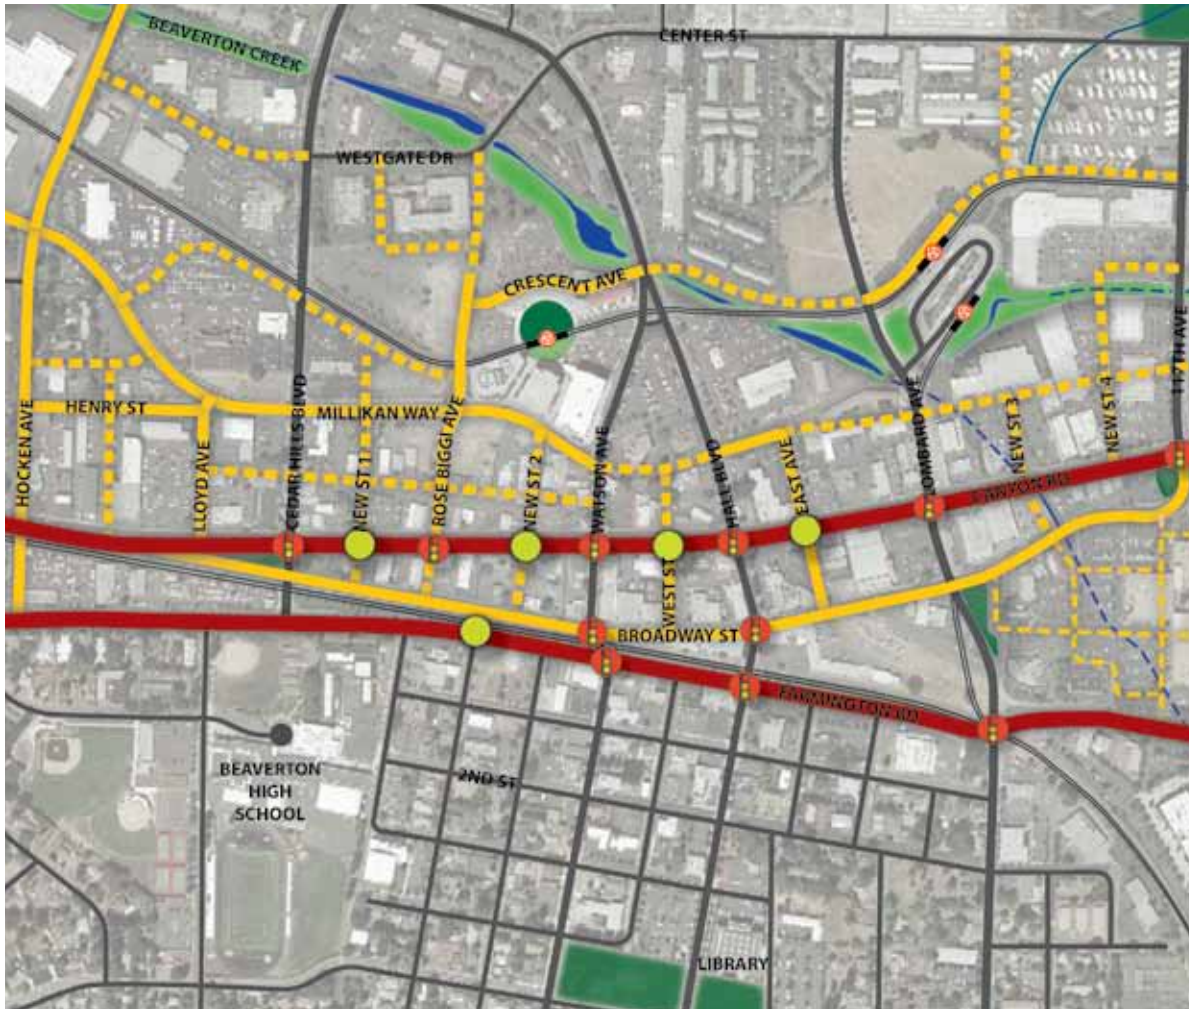 BEAVERTON CREEK
CENTER ST
WESTGATE DR
CRESCENT AVE
117TH AVE
HOCKEN AVE
HENRY ST
LLOYD AVE
CEDAR HILLS BLVD
MILLIKAN WAY
NEW ST 1
ROSE BIGGI AVE
NEW ST 2
WATSON AVE
WEST ST
HALL BLVD
EAST AVE
LOMBARD AVE
NEW ST 3
NEW ST 4
CANYON RD
BROADWAY ST
FARMINGTON RD
BEAVERTON
HIGH
SCHOOL
2ND ST
LIBRARY